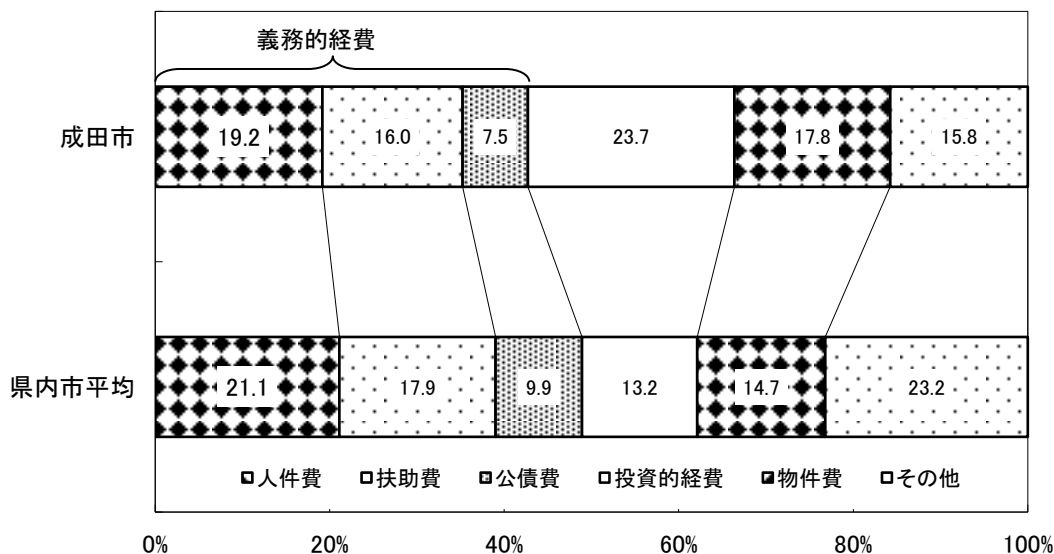 義務的経費
成田市
19.2 16.0 7.5 23.7 17.8 15.8
県内市平均
21.1 17.9 9.9 13.2 14.7 23.2
人件費 扶助費 公債費 投資的経費 物件費 その他
0% 20% 40% 60% 80% 100%